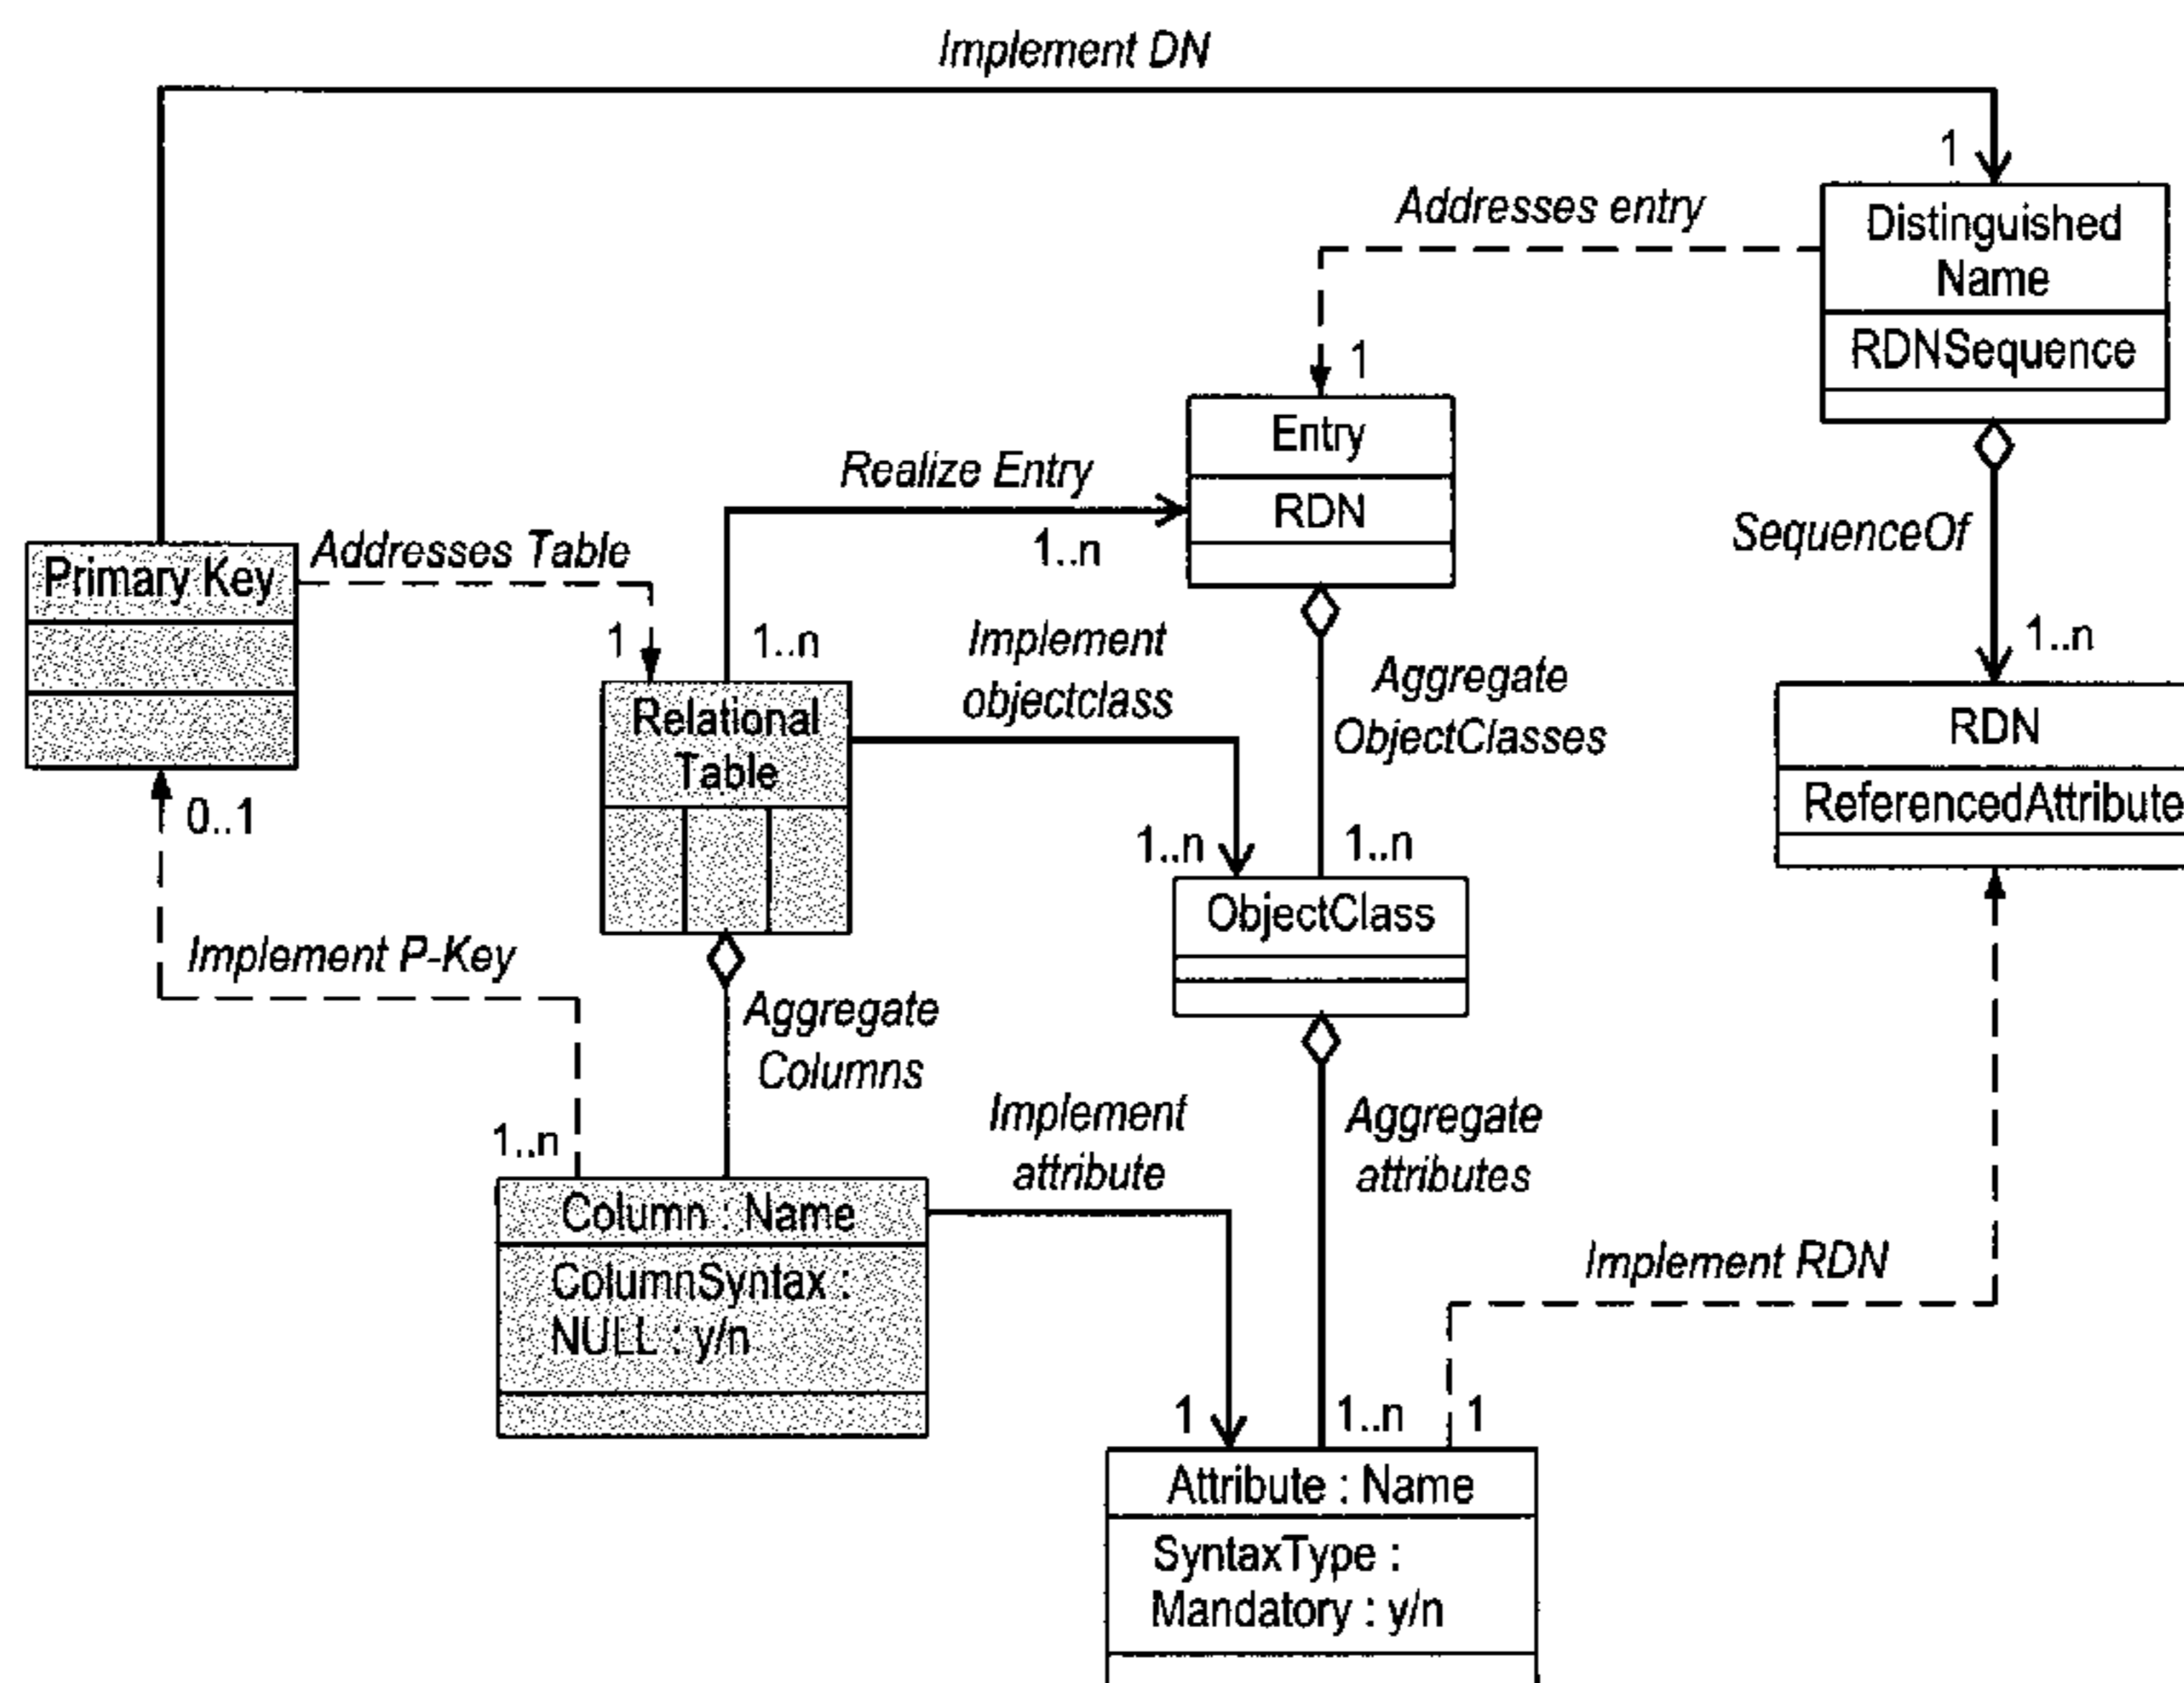 Implement DN
1
Addresses entry
Distinguished
Name
RDNSequence
1
Entry
RDN
Realize Entry
1..n
SequenceOf
Primary Key
Addresses Table
1
1..n
Implement
objectclass
Aggregate
ObjectClasses
1..n
RDN
ReferencedAttribute
Relational
Table
0..1
1..n
1..n
ObjectClass
Implement P-Key
Aggregate
Columns
1..n
Implement
attribute
Aggregate
attributes
Column : Name
ColumnSyntax :
NULL : y/n
Implement RDN
1
1..n
1
Attribute : Name
SyntaxType :
Mandatory : y/n